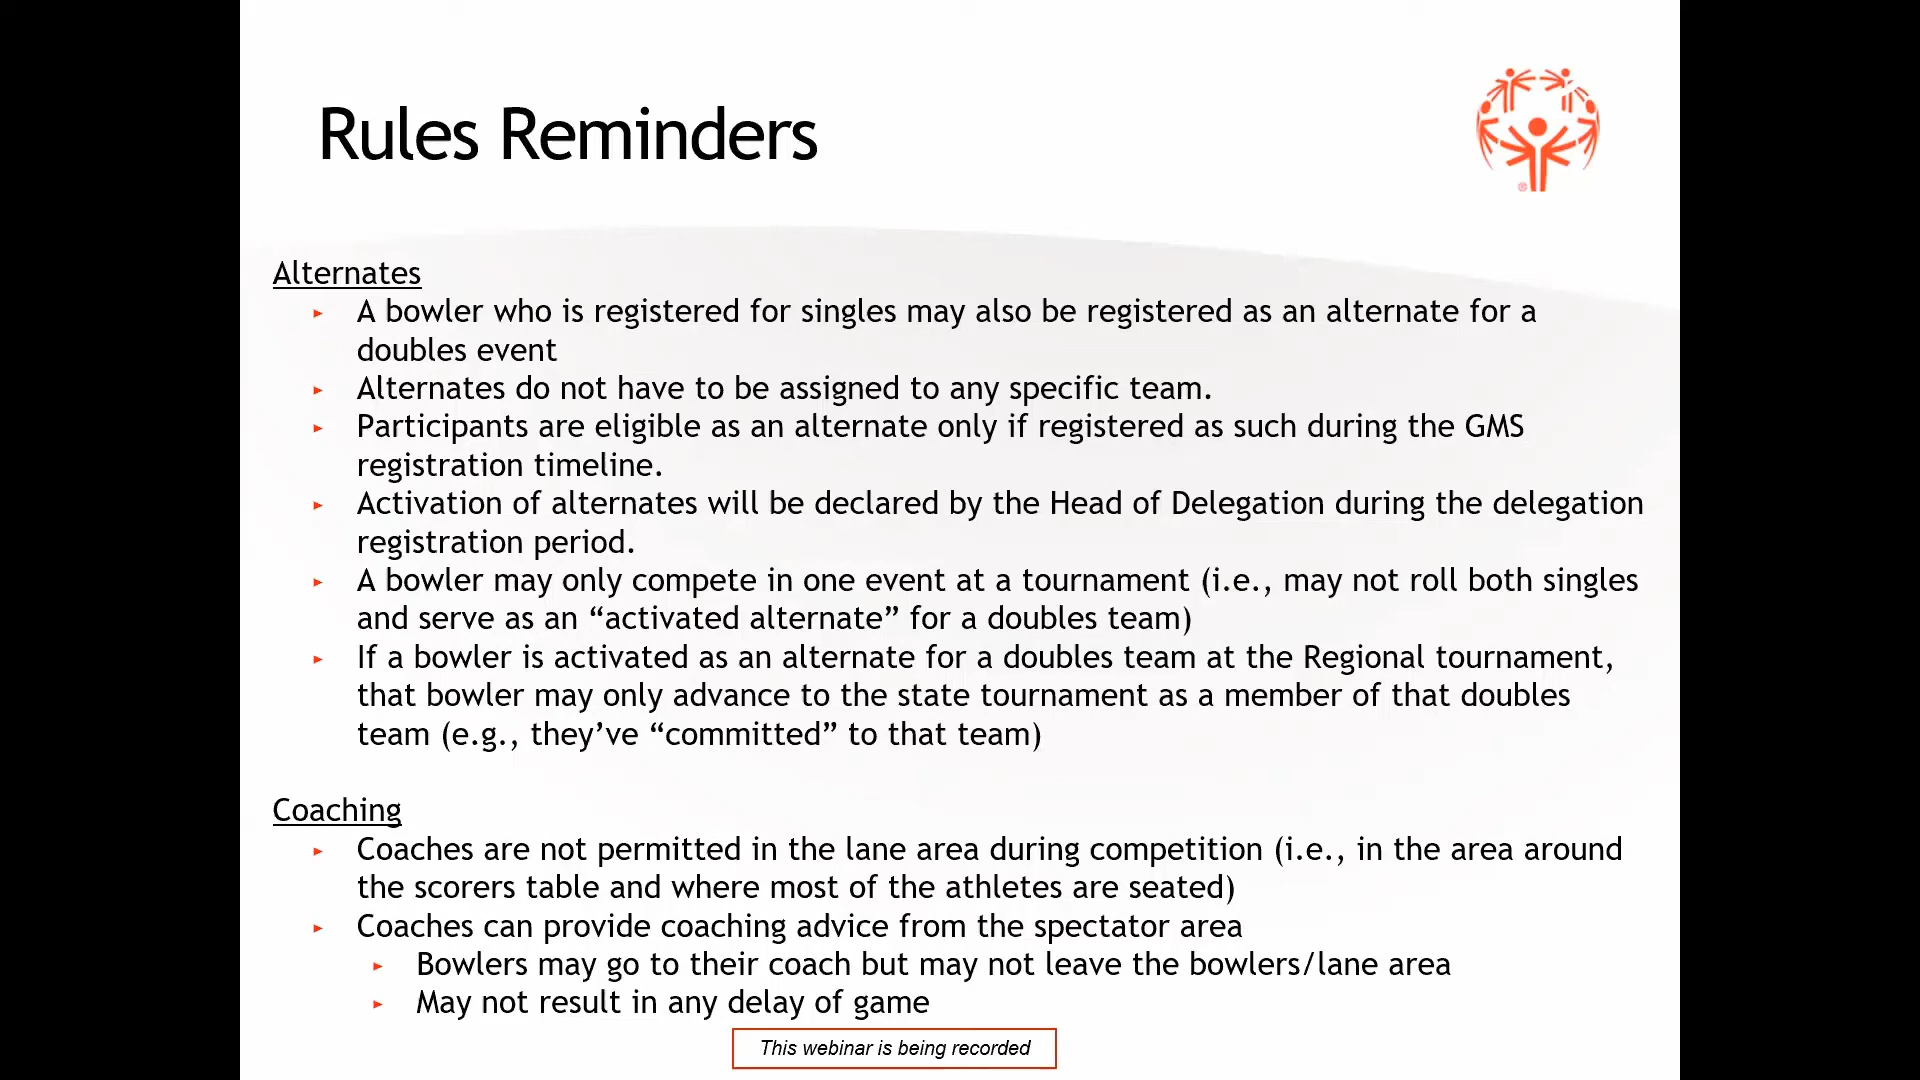 Rules Reminders
®
Alternates
▸ A bowler who is registered for singles may also be registered as an alternate for a
doubles event
▸ Alternates do not have to be assigned to any specific team.
▸ Participants are eligible as an alternate only if registered as such during the GMS
registration timeline.
▸ Activation of alternates will be declared by the Head of Delegation during the delegation
registration period.
▸ A bowler may only compete in one event at a tournament (i.e., may not roll both singles
and serve as an “activated alternate” for a doubles team)
▸ If a bowler is activated as an alternate for a doubles team at the Regional tournament,
that bowler may only advance to the state tournament as a member of that doubles
team (e.g., they’ve “committed” to that team)
Coaching
▸ Coaches are not permitted in the lane area during competition (i.e., in the area around
the scorers table and where most of the athletes are seated)
▸ Coaches can provide coaching advice from the spectator area
▸ Bowlers may go to their coach but may not leave the bowlers/lane area
▸ May not result in any delay of game
This webinar is being recorded